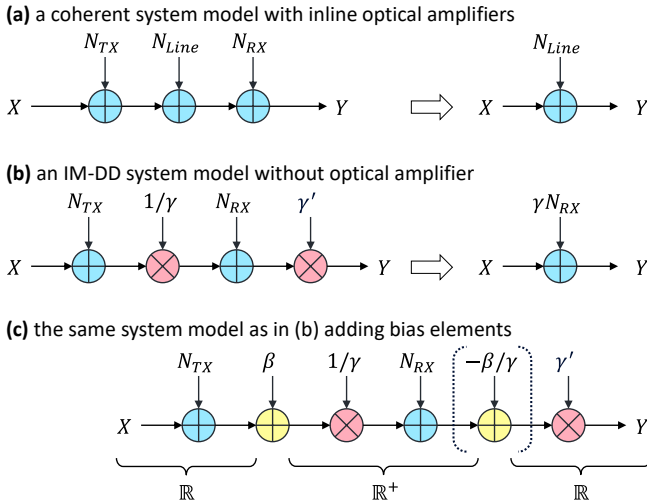 (a) a coherent system model with inline optical amplifiers
N_TX N_Line N_RX N_Line
X Y X Y
(b) an IM-DD system model without optical amplifier
N_TX 1/γ N_RX γ′ γN_RX
X Y X Y
(c) the same system model as in (b) adding bias elements
N_TX β 1/γ N_RX −β/γ γ′
X Y
ℝ ℝ⁺ ℝ